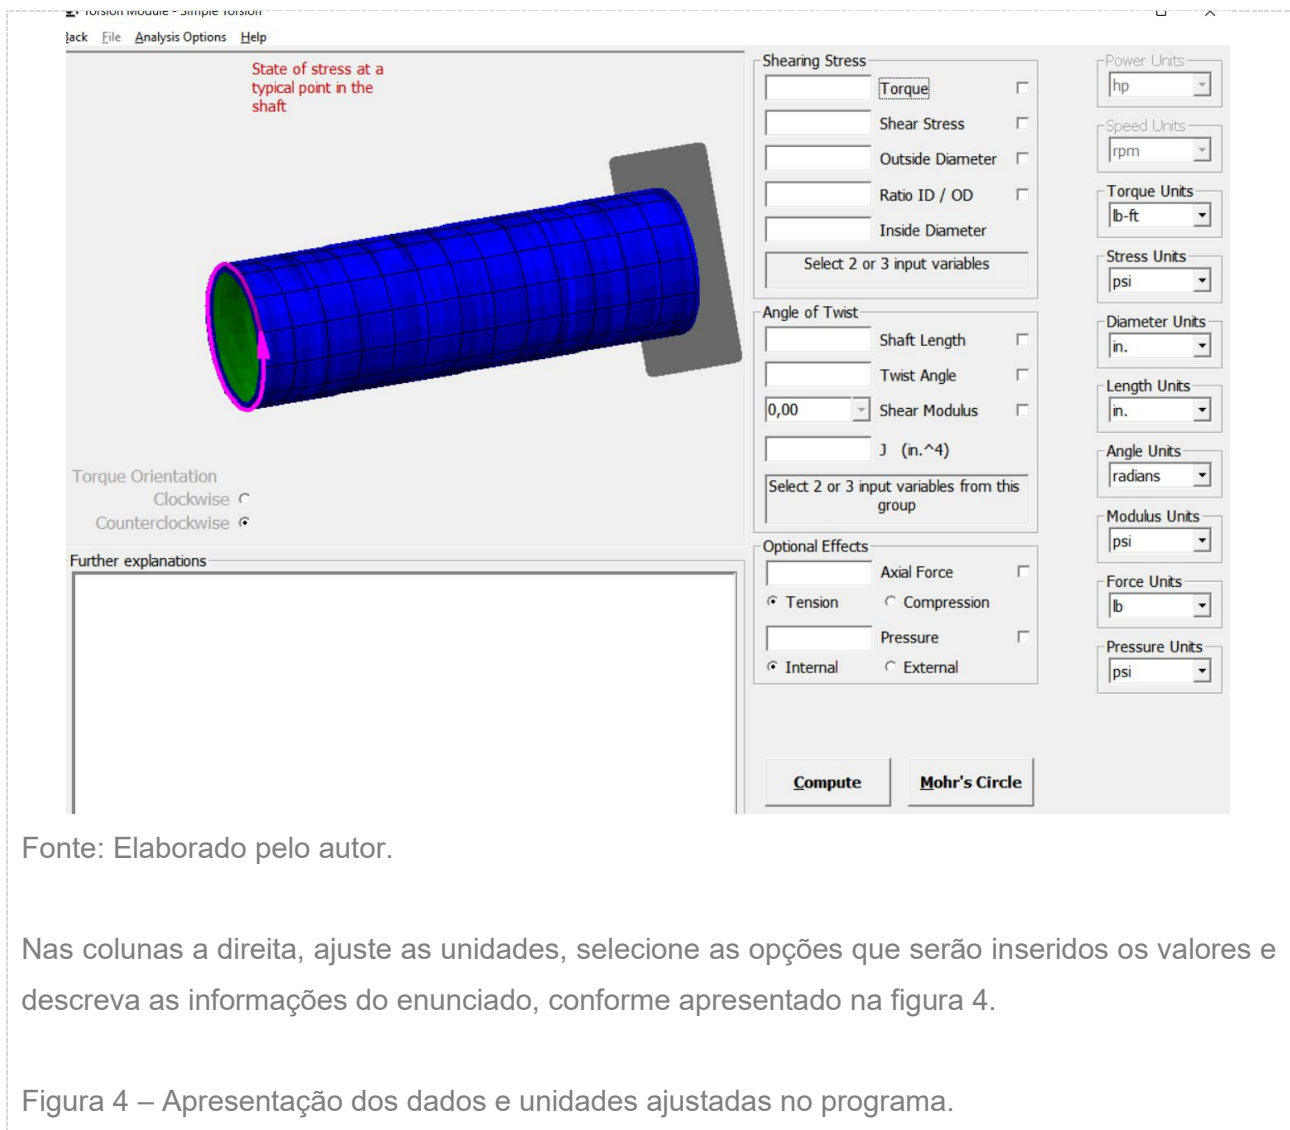 Torsion Module - Simple Torsion
Back File Analysis Options Help
State of stress at a
typical point in the
shaft
Torque Orientation
Clockwise
Counterclockwise
Further explanations
Shearing Stress
Torque
Shear Stress
Outside Diameter
Ratio ID / OD
Inside Diameter
Select 2 or 3 input variables
Angle of Twist
Shaft Length
Twist Angle
0,00 Shear Modulus
J (in.^4)
Select 2 or 3 input variables from this
group
Optional Effects
Axial Force
Tension Compression
Pressure
Internal External
Compute Mohr's Circle
Power Units
hp
Speed Units
rpm
Torque Units
lb-ft
Stress Units
psi
Diameter Units
in.
Length Units
in.
Angle Units
radians
Modulus Units
psi
Force Units
lb
Pressure Units
psi
Fonte: Elaborado pelo autor.
Nas colunas a direita, ajuste as unidades, selecione as opções que serão inseridos os valores e
descreva as informações do enunciado, conforme apresentado na figura 4.
Figura 4 – Apresentação dos dados e unidades ajustadas no programa.